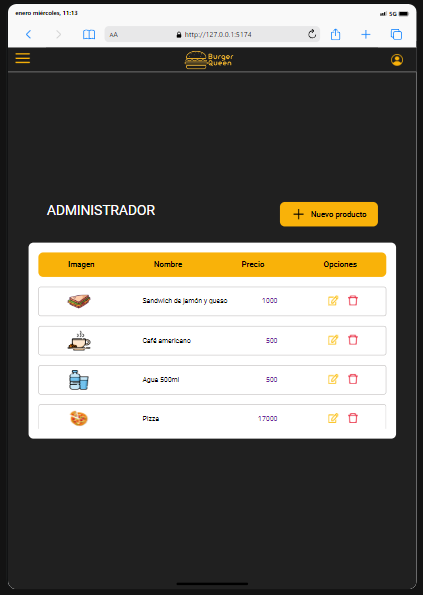 enero miércoles, 11:13
5G
AA
http://127.0.0.1:5174
Burger
Queen
ADMINISTRADOR
Nuevo producto
Imagen Nombre Precio Opciones
Sandwich de jamón y queso 1000
Café americano 500
Agua 500ml 500
Pizza 17000